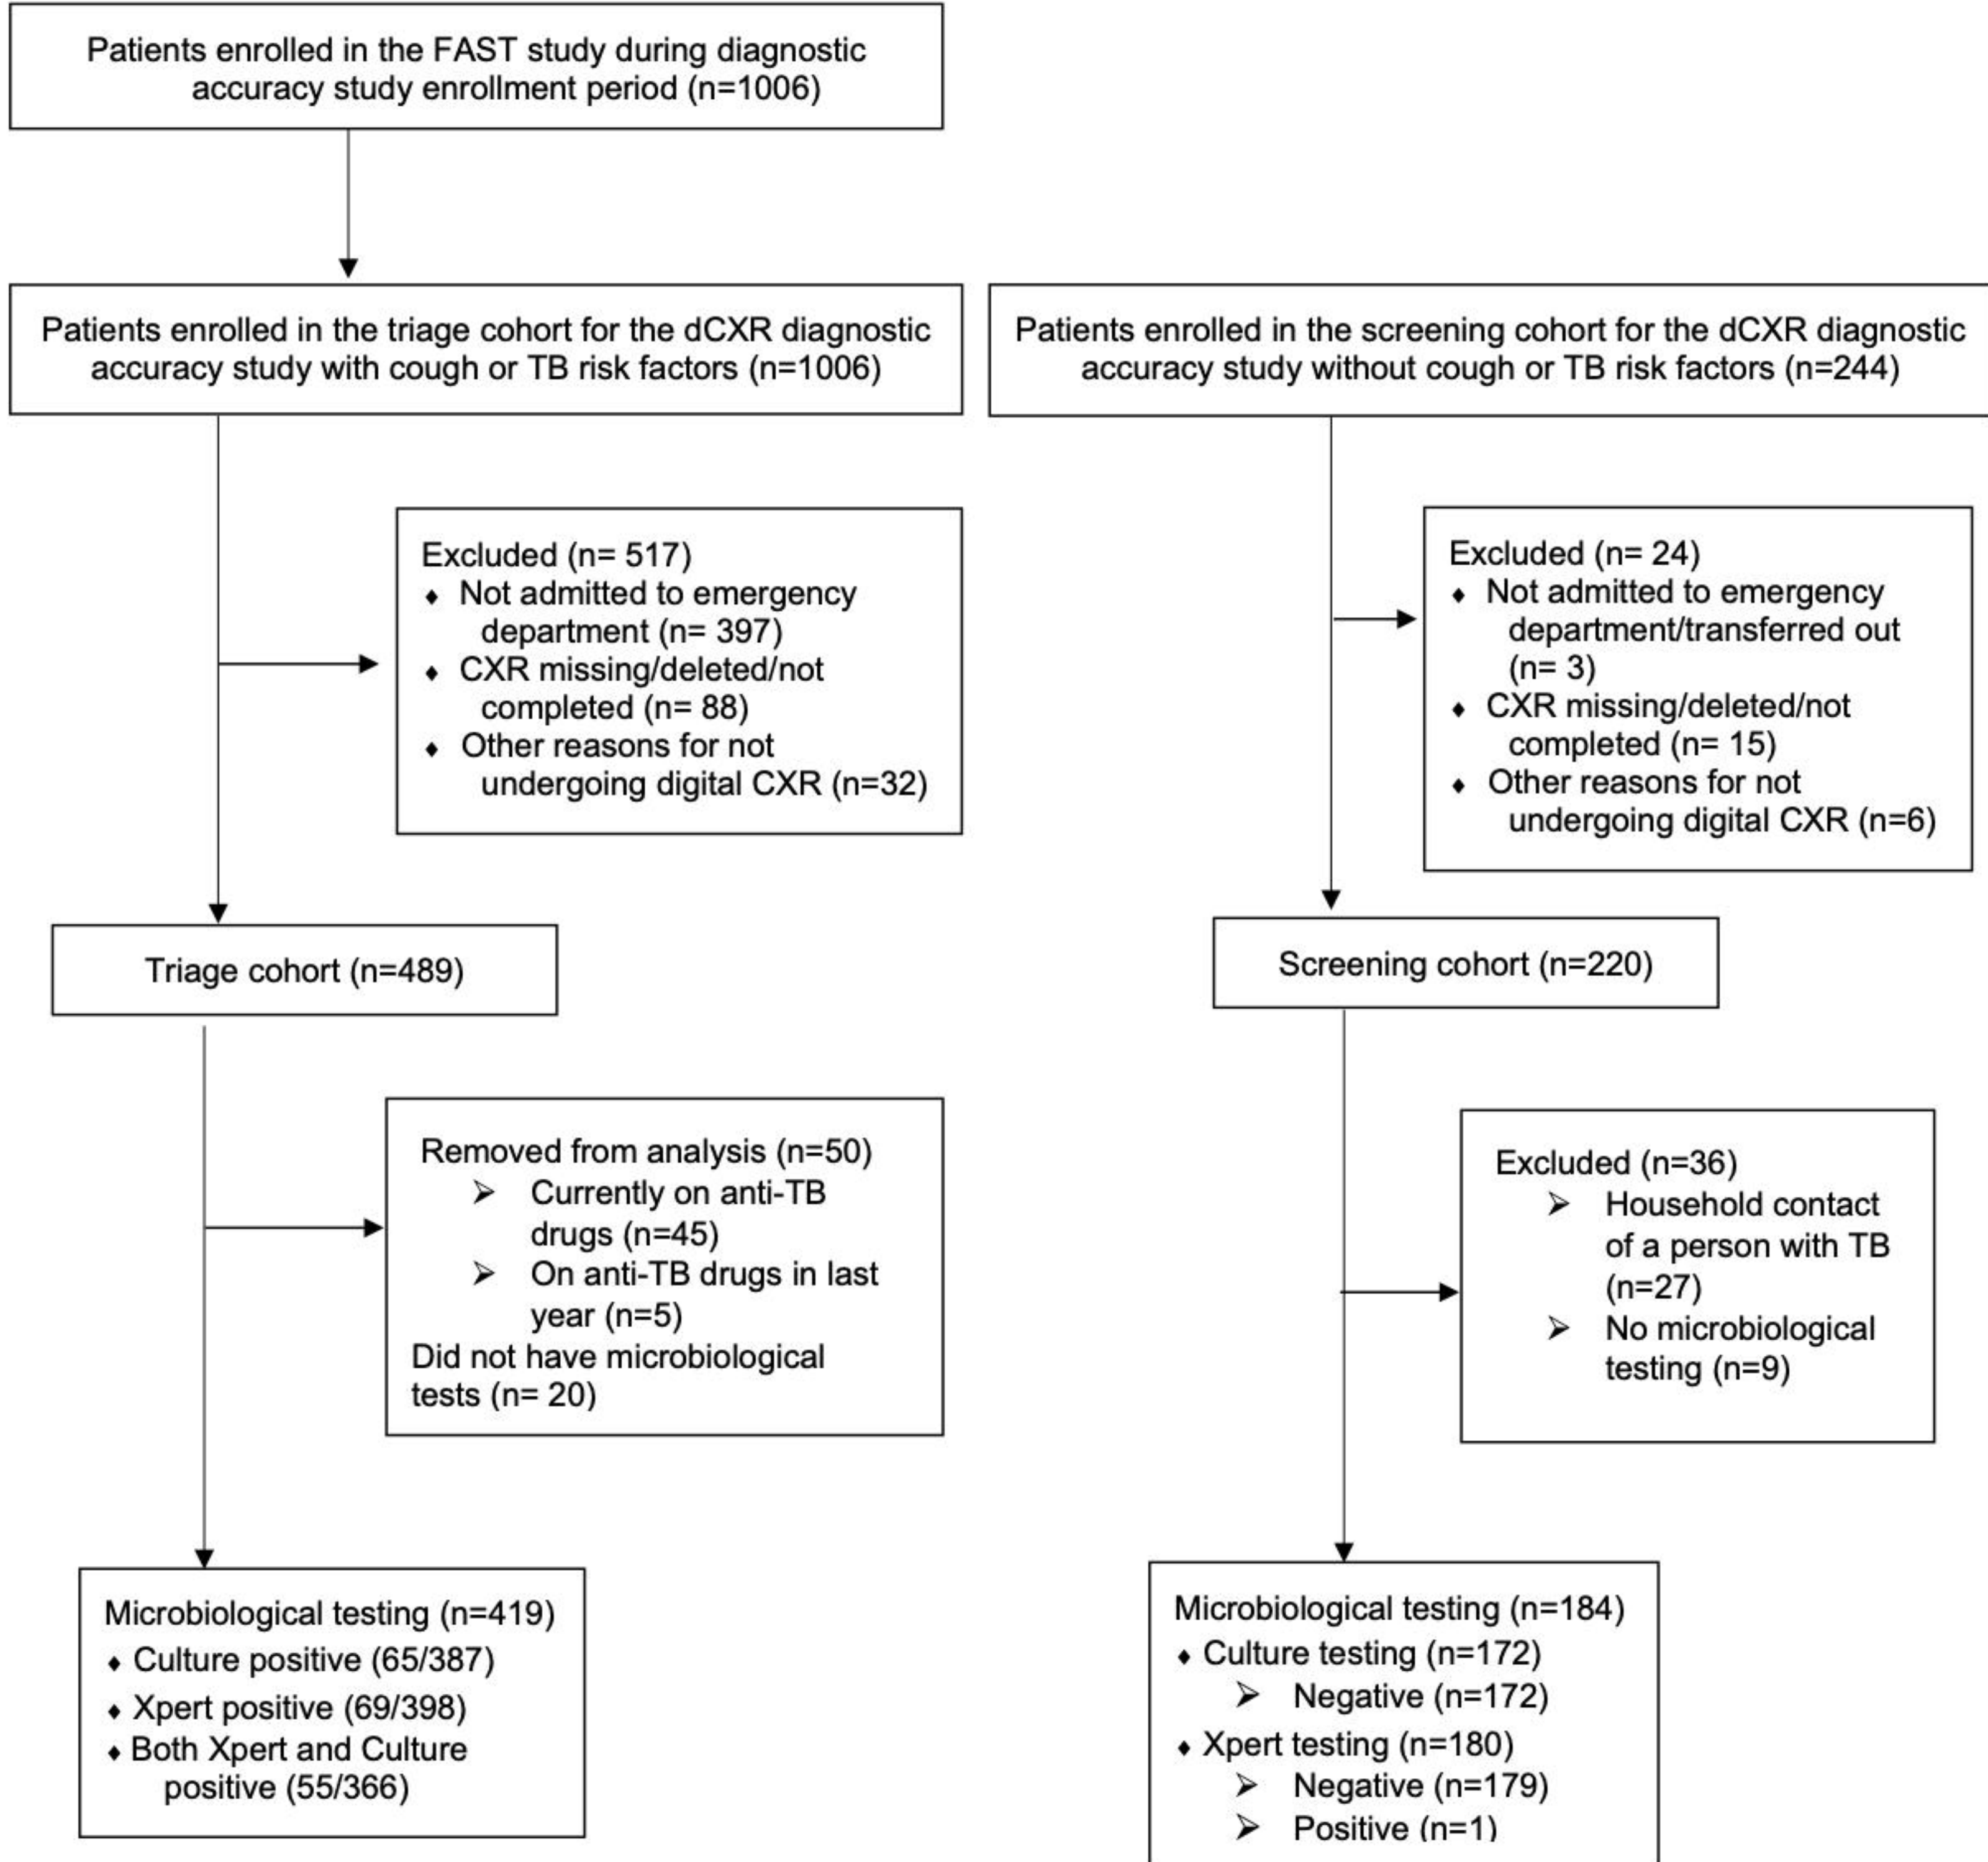 Patients enrolled in the FAST study during diagnostic
accuracy study enrollment period (n=1006)
Patients enrolled in the triage cohort for the dCXR diagnostic
accuracy study with cough or TB risk factors (n=1006)
Patients enrolled in the screening cohort for the dCXR diagnostic
accuracy study without cough or TB risk factors (n=244)
Excluded (n= 517)
♦ Not admitted to emergency
department (n= 397)
♦ CXR missing/deleted/not
completed (n= 88)
♦ Other reasons for not
undergoing digital CXR (n=32)
Excluded (n= 24)
♦ Not admitted to emergency
department/transferred out
(n= 3)
♦ CXR missing/deleted/not
completed (n= 15)
♦ Other reasons for not
undergoing digital CXR (n=6)
Triage cohort (n=489)
Screening cohort (n=220)
Removed from analysis (n=50)
➢ Currently on anti-TB
drugs (n=45)
➢ On anti-TB drugs in last
year (n=5)
Did not have microbiological
tests (n= 20)
Excluded (n=36)
➢ Household contact
of a person with TB
(n=27)
➢ No microbiological
testing (n=9)
Microbiological testing (n=419)
♦ Culture positive (65/387)
♦ Xpert positive (69/398)
♦ Both Xpert and Culture
positive (55/366)
Microbiological testing (n=184)
♦ Culture testing (n=172)
➢ Negative (n=172)
♦ Xpert testing (n=180)
➢ Negative (n=179)
➢ Positive (n=1)